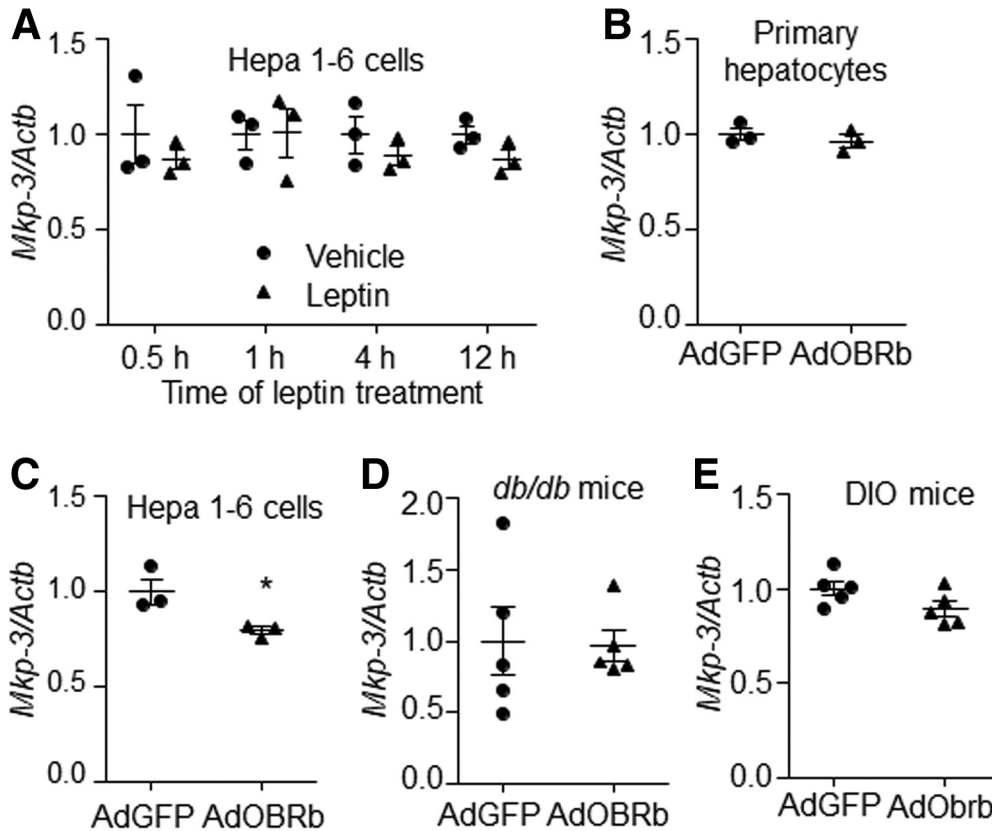 A
1.5
1.0
0.5
0.0
Mkp-3/Actb
Hepa 1-6 cells
Vehicle
Leptin
0.5 h 1 h 4 h 12 h
Time of leptin treatment
B
1.5
1.0
0.5
0.0
Mkp-3/Actb
Primary
hepatocytes
AdGFP AdOBRb
C
1.5
1.0
0.5
0.0
Mkp-3/Actb
Hepa 1-6 cells
*
AdGFP AdOBRb
D
2.0
1.5
1.0
0.5
0.0
Mkp-3/Actb
db/db mice
AdGFP AdOBRb
E
1.5
1.0
0.5
0.0
Mkp-3/Actb
DIO mice
AdGFP AdObrb